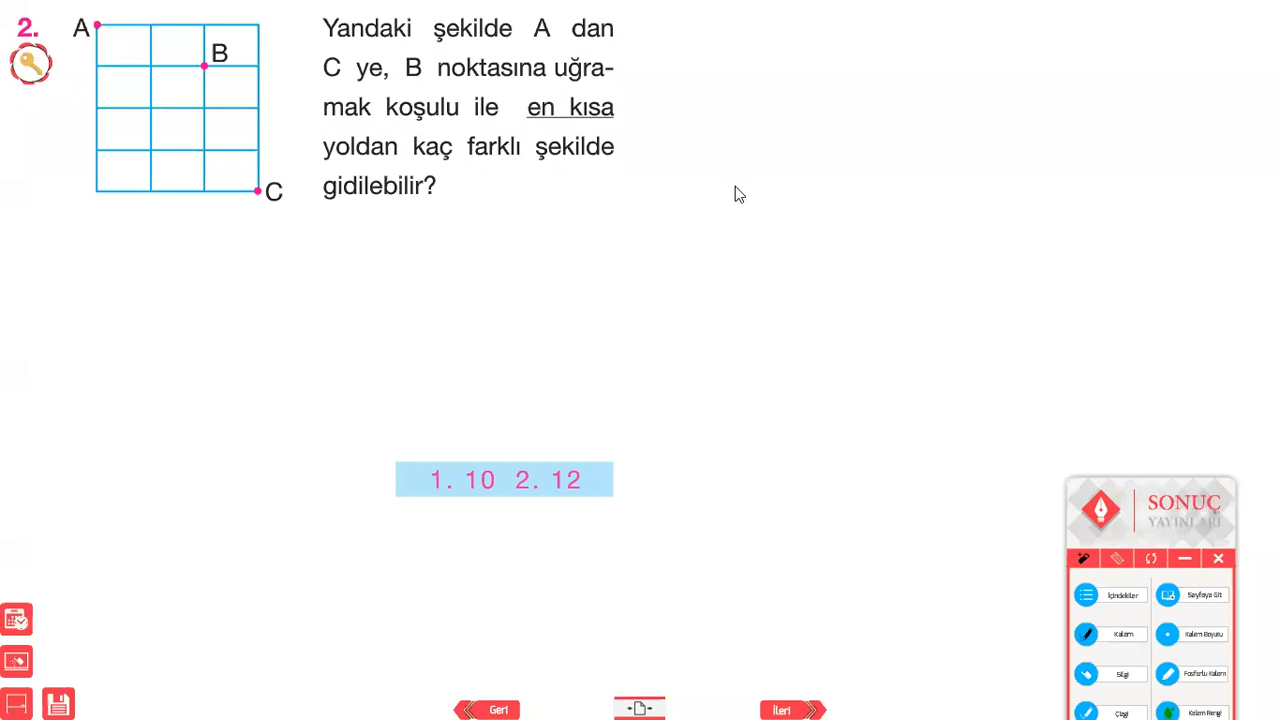 2.
A
B
C
Yandaki şekilde A dan
C ye, B noktasına uğra-
mak koşulu ile en kısa
yoldan kaç farklı şekilde
gidilebilir?
1. 10 2. 12
SONUÇ
YAYINLARI
İçindekiler
Sayfaya Git
Kalem
Kalem Boyutu
Silgi
Fosforlu Kalem
Çizgi
Kalem Rengi
Geri
İleri